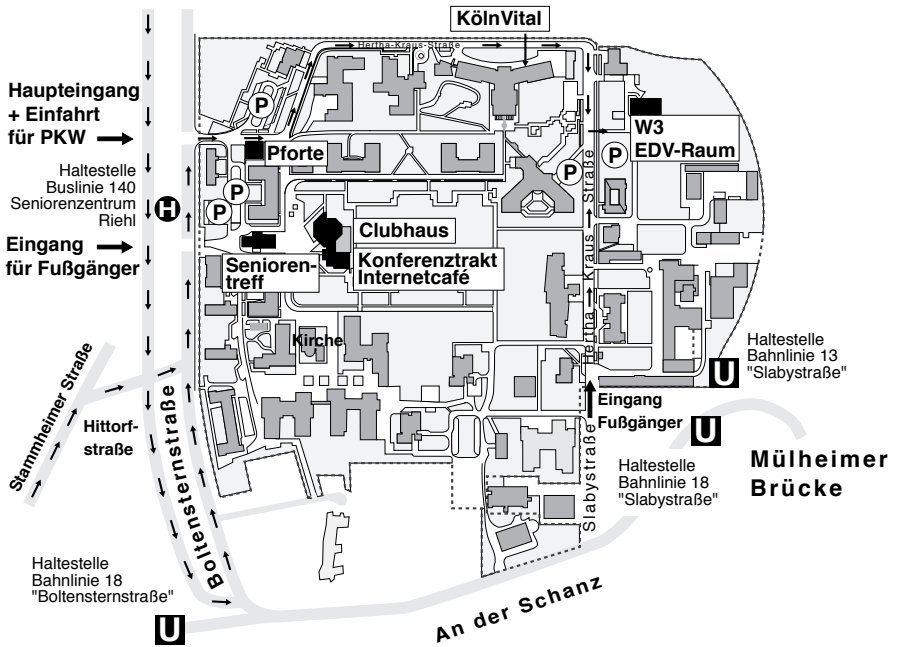 KölnVital
Hertha-Kraus-Straße
Haupteingang
+ Einfahrt
für PKW
P
W3
EDV-Raum
Pforte
P
P
Haltestelle
Buslinie 140
Seniorenzentrum
Riehl
H
P
P
Clubhaus
Eingang
für Fußgänger
Senioren-
treff
Konferenztrakt
Internetcafé
Hertha Kraus Straße
Kirche
Haltestelle
Bahnlinie 13
"Slabystraße"
U
Stammheimer Straße
Hittorf-
straße
Boltensternstraße
Eingang
Fußgänger
U
Slabystraße
Haltestelle
Bahnlinie 18
"Slabystraße"
Mülheimer
Brücke
Haltestelle
Bahnlinie 18
"Boltensternstraße"
U
An der Schanz